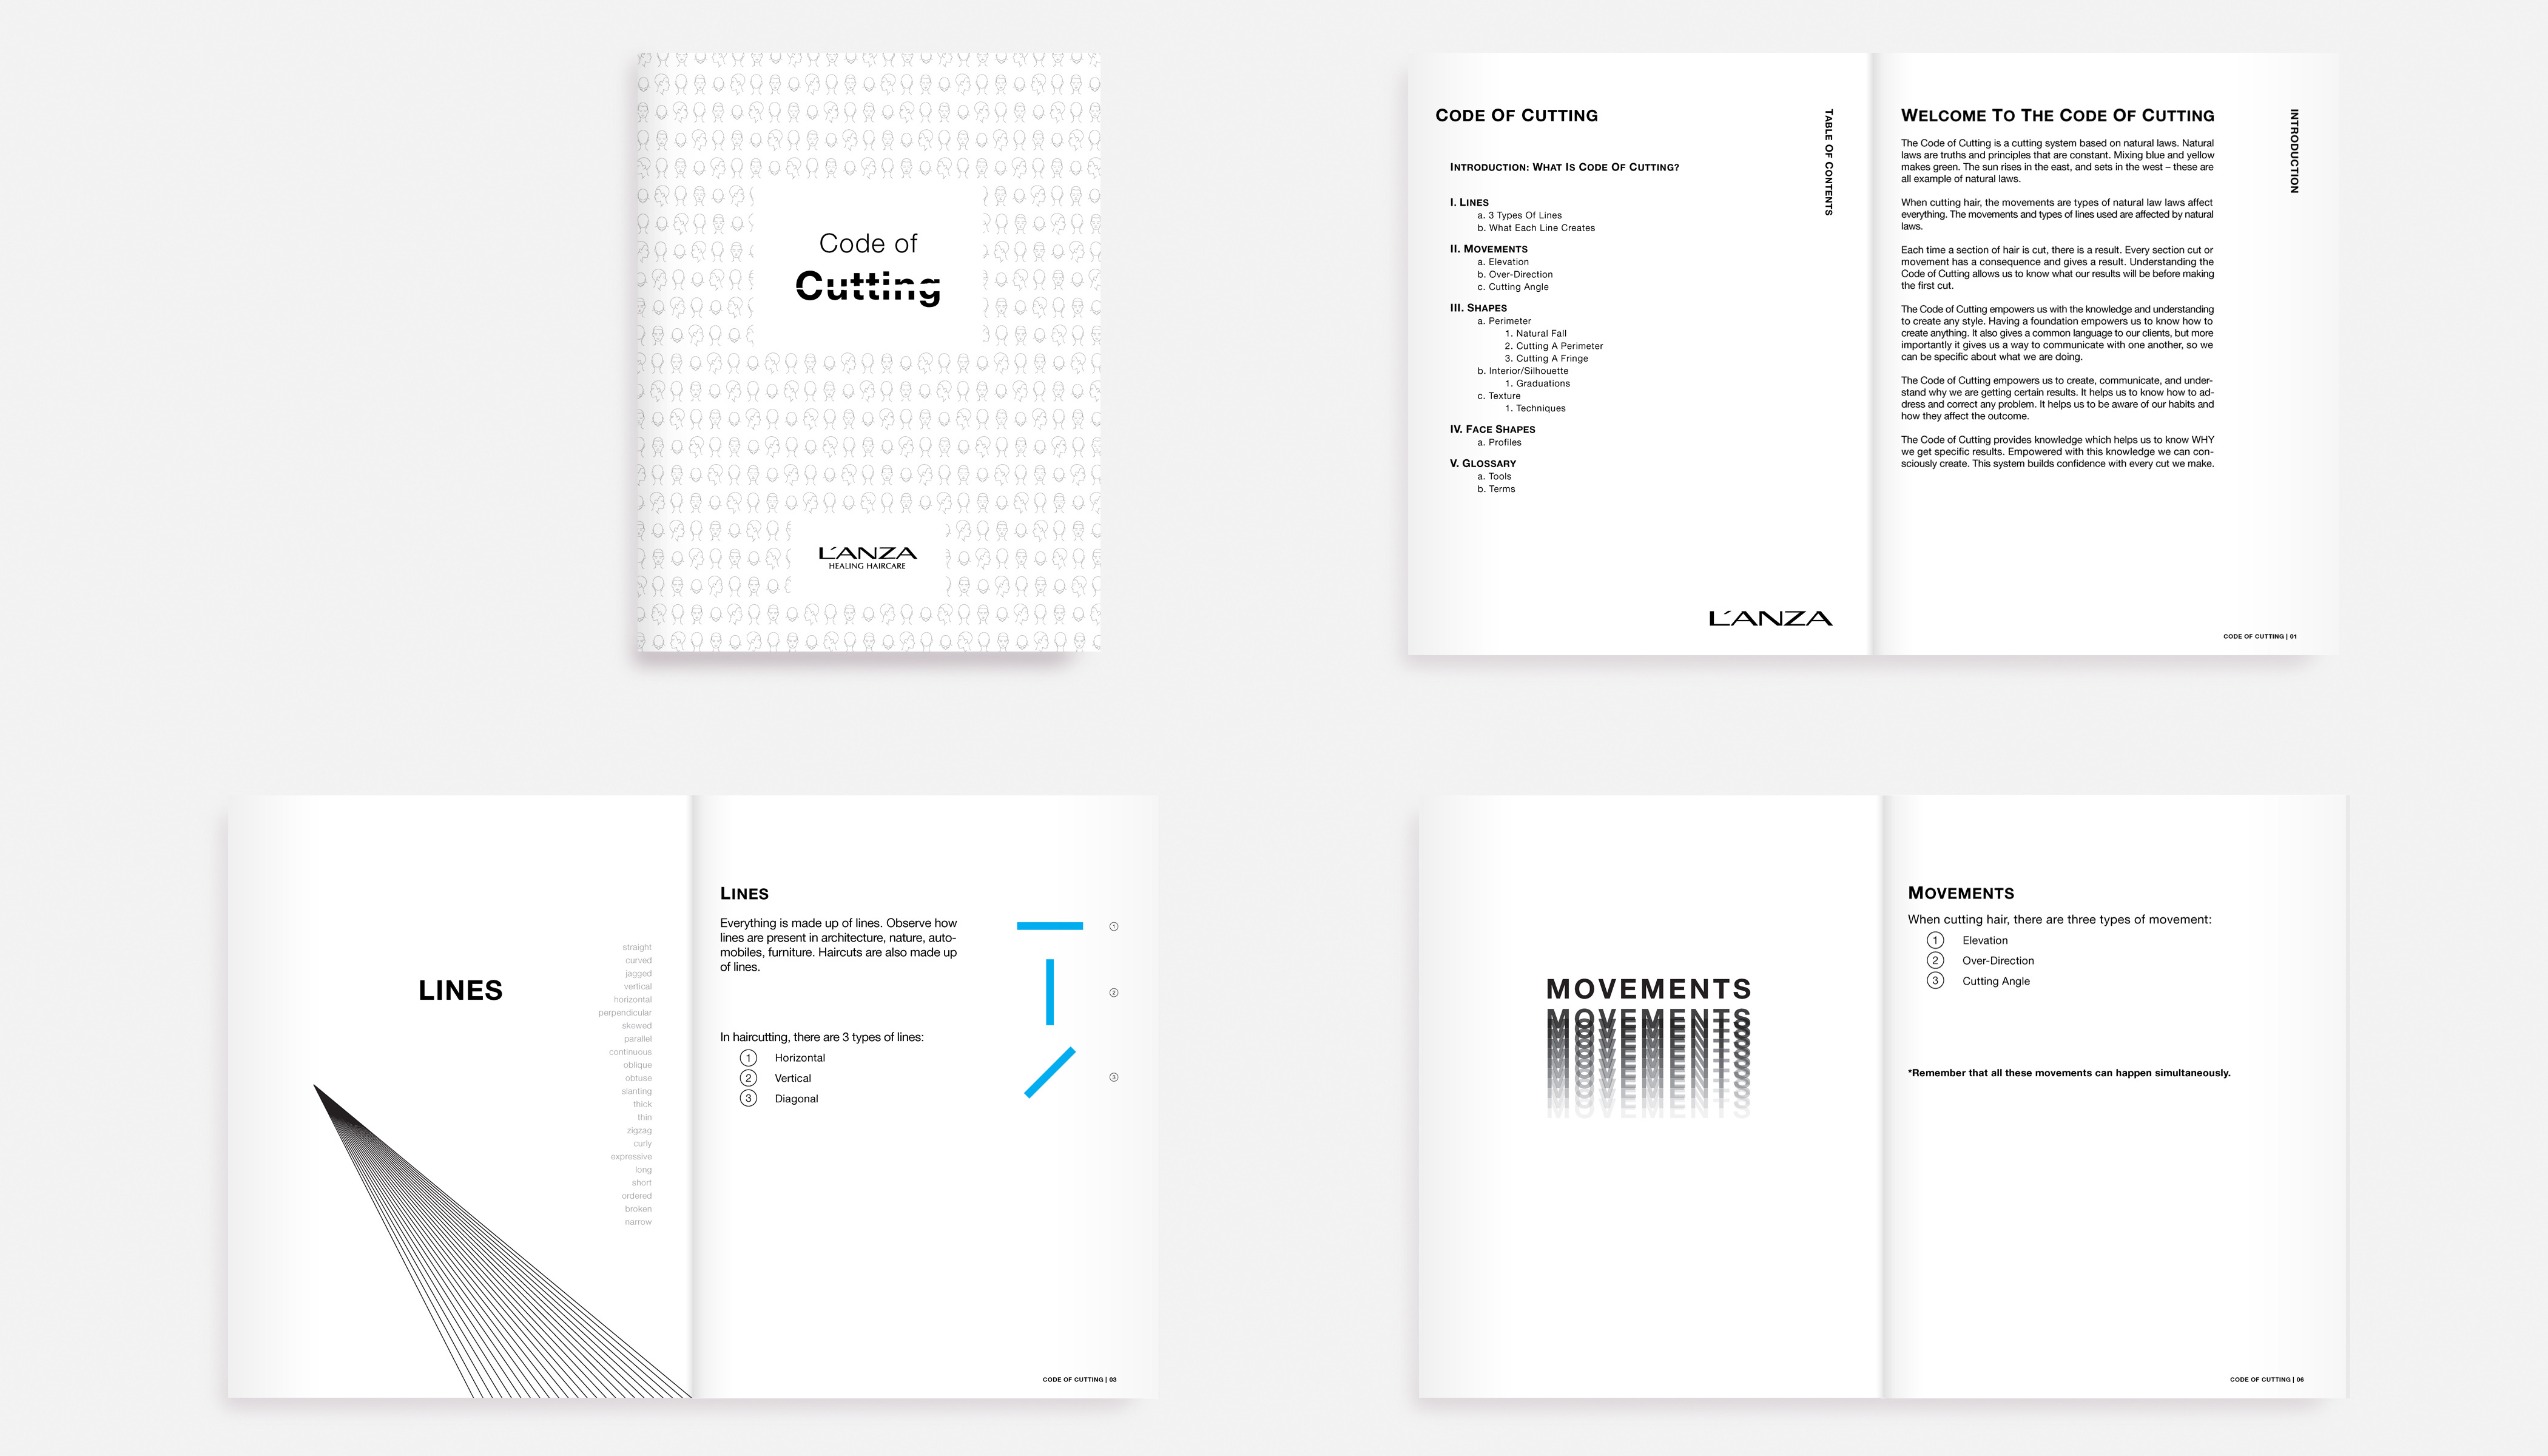 Code of
Cutting
L'ANZA
HEALING HAIRCARE
CODE OF CUTTING
TABLE OF CONTENTS
INTRODUCTION: WHAT IS CODE OF CUTTING?
I. LINES
a. 3 Types Of Lines
b. What Each Line Creates
II. MOVEMENTS
a. Elevation
b. Over-Direction
c. Cutting Angle
III. SHAPES
a. Perimeter
1. Natural Fall
2. Cutting A Perimeter
3. Cutting A Fringe
b. Interior/Silhouette
1. Graduations
c. Texture
1. Techniques
IV. FACE SHAPES
a. Profiles
V. GLOSSARY
a. Tools
b. Terms
L'ANZA
WELCOME TO THE CODE OF CUTTING
INTRODUCTION
The Code of Cutting is a cutting system based on natural laws. Natural
laws are truths and principles that are constant. Mixing blue and yellow
makes green. The sun rises in the east, and sets in the west – these are
all example of natural laws.
When cutting hair, the movements are types of natural law laws affect
everything. The movements and types of lines used are affected by natural
laws.
Each time a section of hair is cut, there is a result. Every section cut or
movement has a consequence and gives a result. Understanding the
Code of Cutting allows us to know what our results will be before making
the first cut.
The Code of Cutting empowers us with the knowledge and understanding
to create any style. Having a foundation empowers us to know how to
create anything. It also gives a common language to our clients, but more
importantly it gives us a way to communicate with one another, so we
can be specific about what we are doing.
The Code of Cutting empowers us to create, communicate, and under-
stand why we are getting certain results. It helps us to know how to ad-
dress and correct any problem. It helps us to be aware of our habits and
how they affect the outcome.
The Code of Cutting provides knowledge which helps us to know WHY
we get specific results. Empowered with this knowledge we can con-
sciously create. This system builds confidence with every cut we make.
CODE OF CUTTING | 01
LINES
straight
curved
jagged
vertical
horizontal
perpendicular
skewed
parallel
continuous
oblique
obtuse
slanting
thick
thin
zigzag
curly
expressive
long
short
ordered
broken
narrow
LINES
Everything is made up of lines. Observe how
lines are present in architecture, nature, auto-
mobiles, furniture. Haircuts are also made up
of lines.
In haircutting, there are 3 types of lines:
1 Horizontal
2 Vertical
3 Diagonal
1
2
3
CODE OF CUTTING | 03
MOVEMENTS
MOVEMENTS
MOVEMENTS
When cutting hair, there are three types of movement:
1 Elevation
2 Over-Direction
3 Cutting Angle
*Remember that all these movements can happen simultaneously.
CODE OF CUTTING | 06